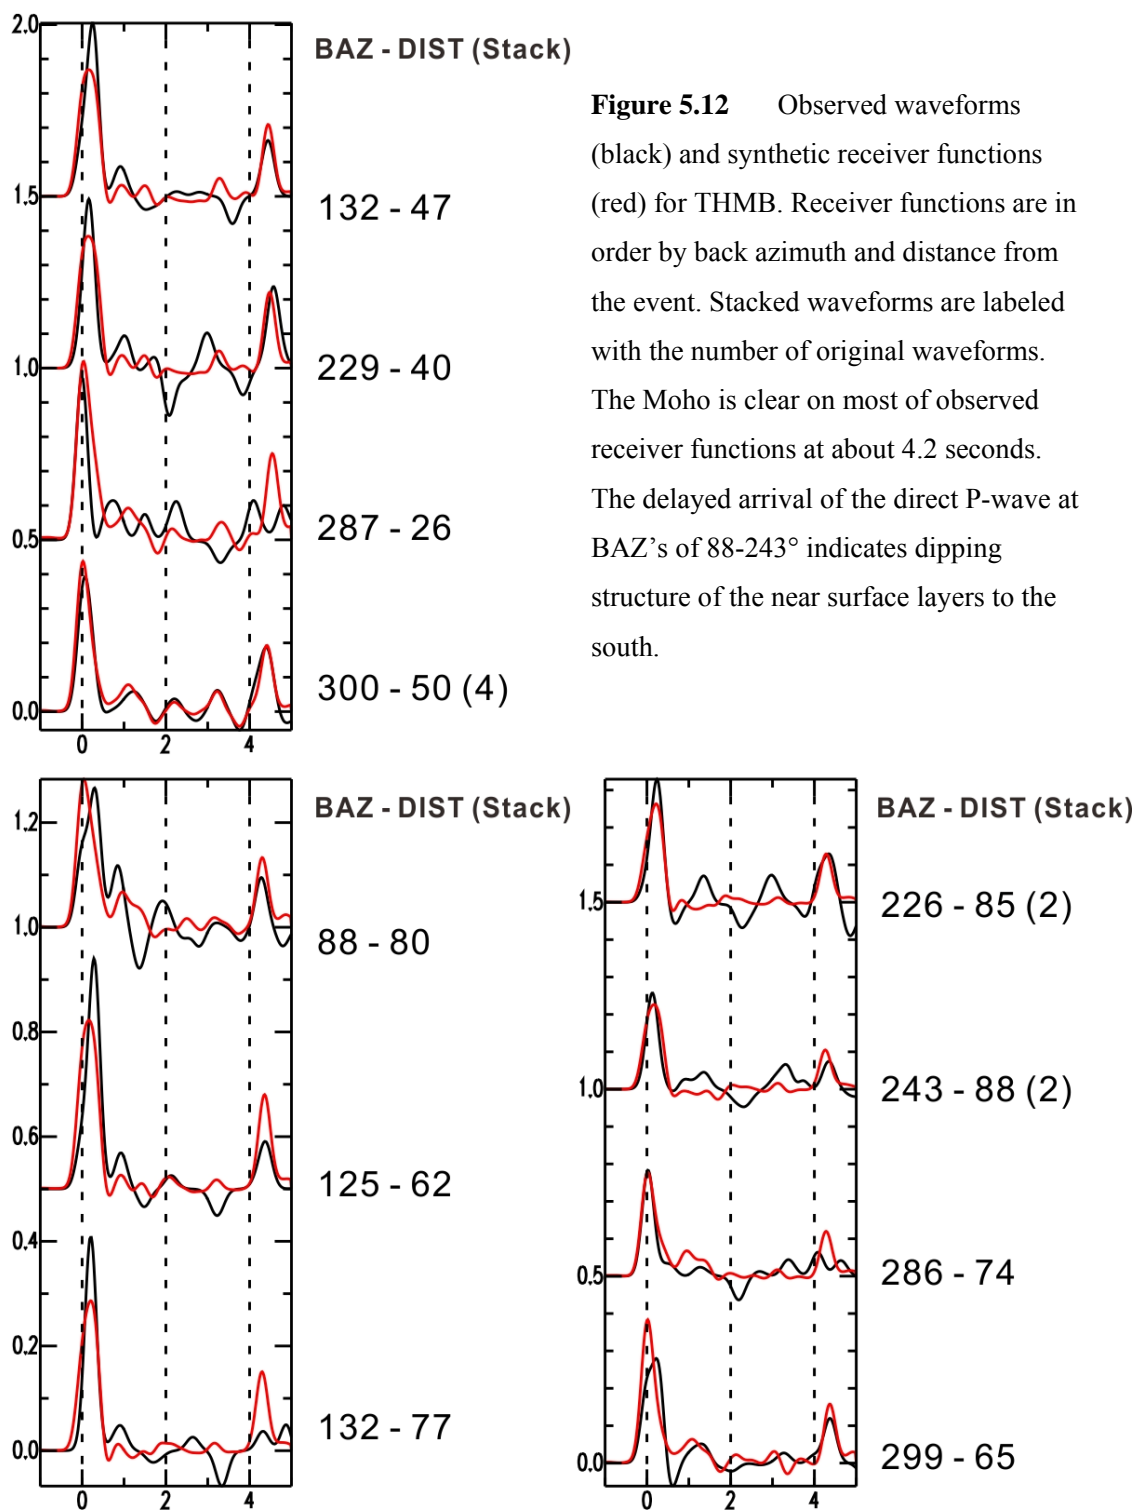 2.0
1.5
1.0
0.5
0.0
0 2 4
BAZ - DIST (Stack)
132 - 47
229 - 40
287 - 26
300 - 50 (4)
Figure 5.12 Observed waveforms
(black) and synthetic receiver functions
(red) for THMB. Receiver functions are in
order by back azimuth and distance from
the event. Stacked waveforms are labeled
with the number of original waveforms.
The Moho is clear on most of observed
receiver functions at about 4.2 seconds.
The delayed arrival of the direct P-wave at
BAZ’s of 88-243° indicates dipping
structure of the near surface layers to the
south.
1.2
1.0
0.8
0.6
0.4
0.2
0.0
0 2 4
BAZ - DIST (Stack)
88 - 80
125 - 62
132 - 77
1.5
1.0
0.5
0.0
0 2 4
BAZ - DIST (Stack)
226 - 85 (2)
243 - 88 (2)
286 - 74
299 - 65